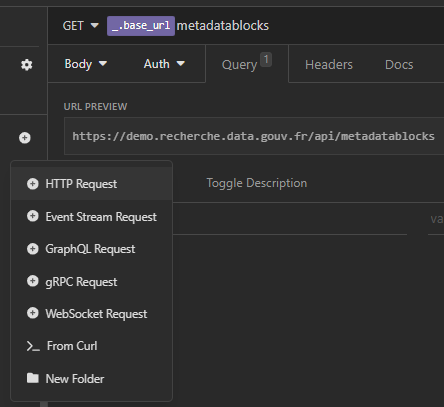 GET _.base_url metadatablocks
Body Auth Query 1 Headers Docs
URL PREVIEW
https://demo.recherche.data.gouv.fr/api/metadatablocks
HTTP Request
Toggle Description
Event Stream Request
va
GraphQL Request
gRPC Request
WebSocket Request
From Curl
New Folder